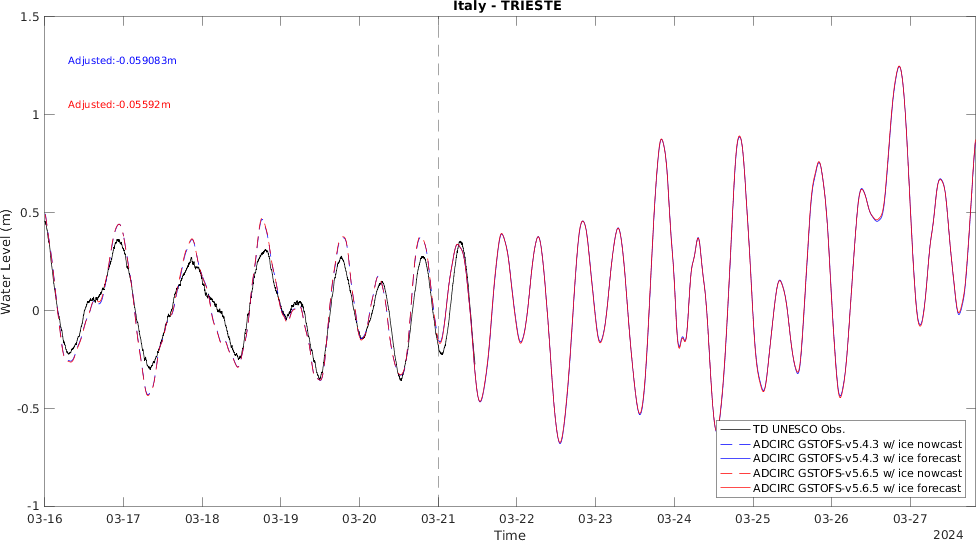 Italy - TRIESTE
Adjusted:-0.059083m
Adjusted:-0.05592m
Water Level (m)
1.5
1
0.5
0
-0.5
-1
TD UNESCO Obs.
ADCIRC GSTOFS-v5.4.3 w/ ice nowcast
ADCIRC GSTOFS-v5.4.3 w/ ice forecast
ADCIRC GSTOFS-v5.6.5 w/ ice nowcast
ADCIRC GSTOFS-v5.6.5 w/ ice forecast
03-16 03-17 03-18 03-19 03-20 03-21 03-22 03-23 03-24 03-25 03-26 03-27
Time
2024